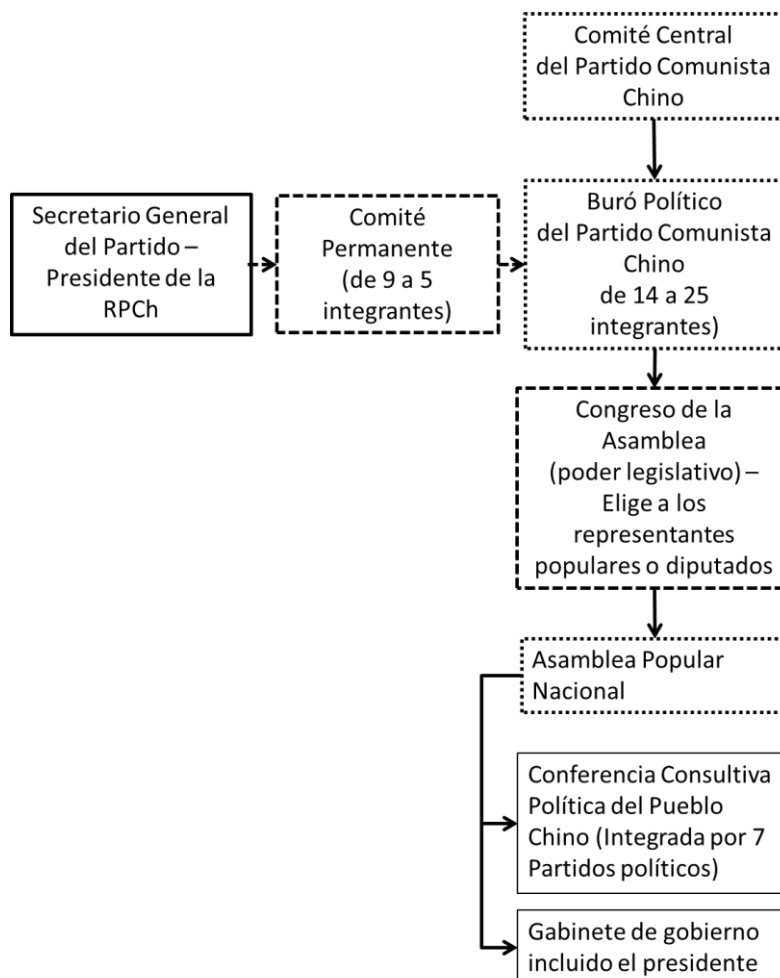 Comité Central
del Partido Comunista
Chino
Secretario General
del Partido –
Presidente de la
RPCh
Comité
Permanente
(de 9 a 5
integrantes)
Buró Político
del Partido Comunista
Chino
de 14 a 25
integrantes)
Congreso de la
Asamblea
(poder legislativo) –
Elige a los
representantes
populares o diputados
Asamblea Popular
Nacional
Conferencia Consultiva
Política del Pueblo
Chino (Integrada por 7
Partidos políticos)
Gabinete de gobierno
incluido el presidente